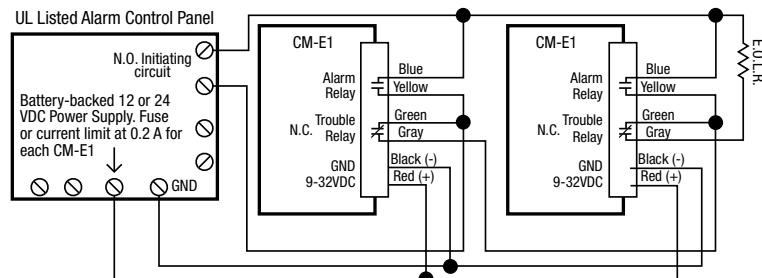 UL Listed Alarm Control Panel
N.O. Initiating
circuit
Battery-backed 12 or 24
VDC Power Supply. Fuse
or current limit at 0.2 A for
each CM-E1
GND
CM-E1
Alarm
Relay
Blue
Yellow
N.C.
Trouble
Relay
Green
Gray
GND
9-32VDC
Black (-)
Red (+)
CM-E1
Alarm
Relay
Blue
Yellow
N.C.
Trouble
Relay
Green
Gray
GND
9-32VDC
Black (-)
Red (+)
E.O.L.R.